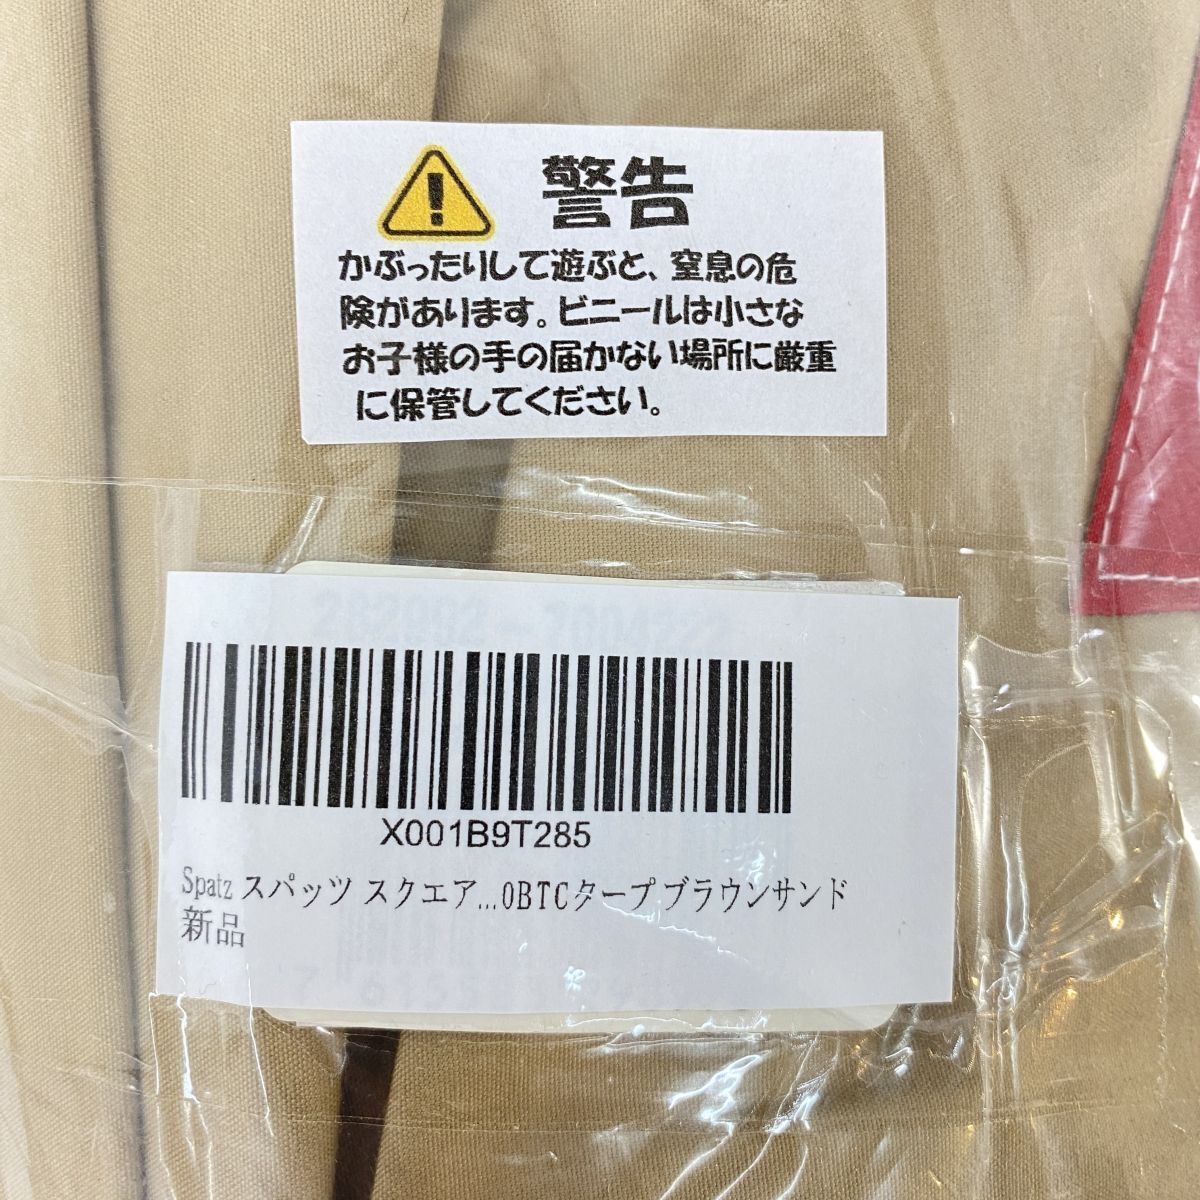 警告
かぶったりして遊ぶと、窒息の危
険があります。ビニールは小さな
お子様の手の届かない場所に厳重
に保管してください。
X001B9T285
Spatz スパッツ スクエア...0BTCタープ ブラウンサンド
新品